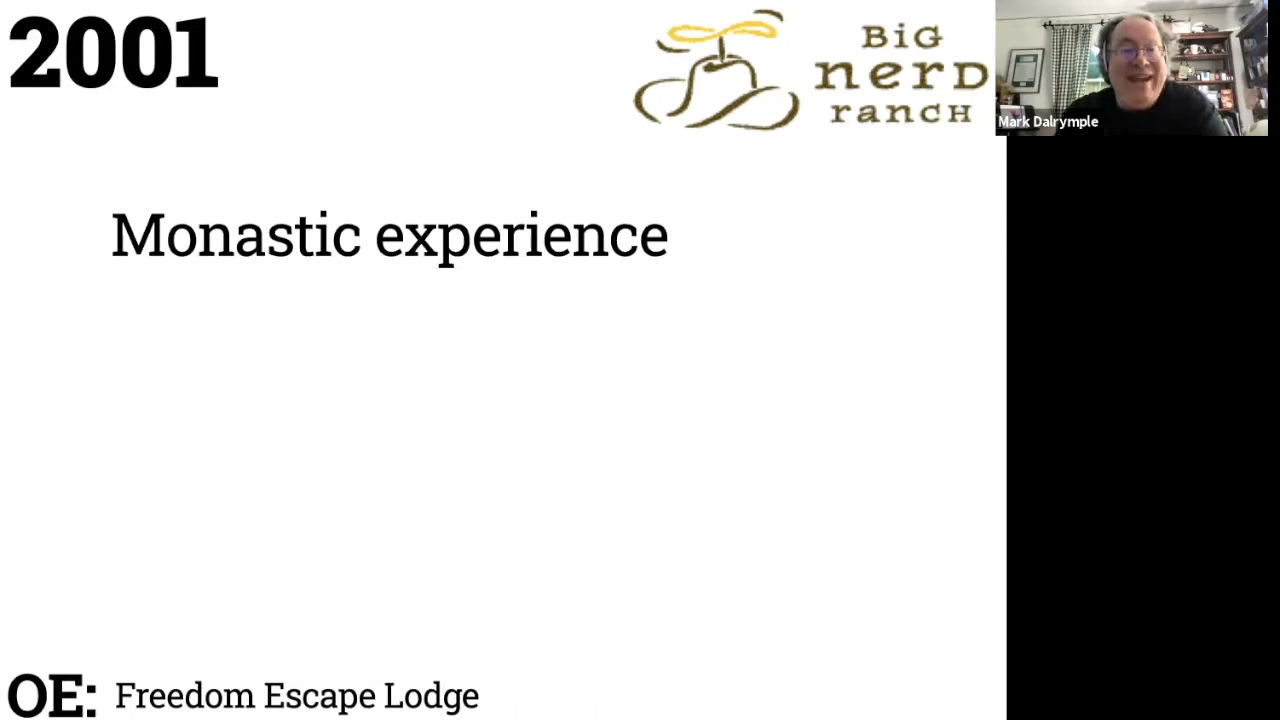 2001
BiG
nerD
rancH
Mark Dalrymple
Monastic experience
OE: Freedom Escape Lodge